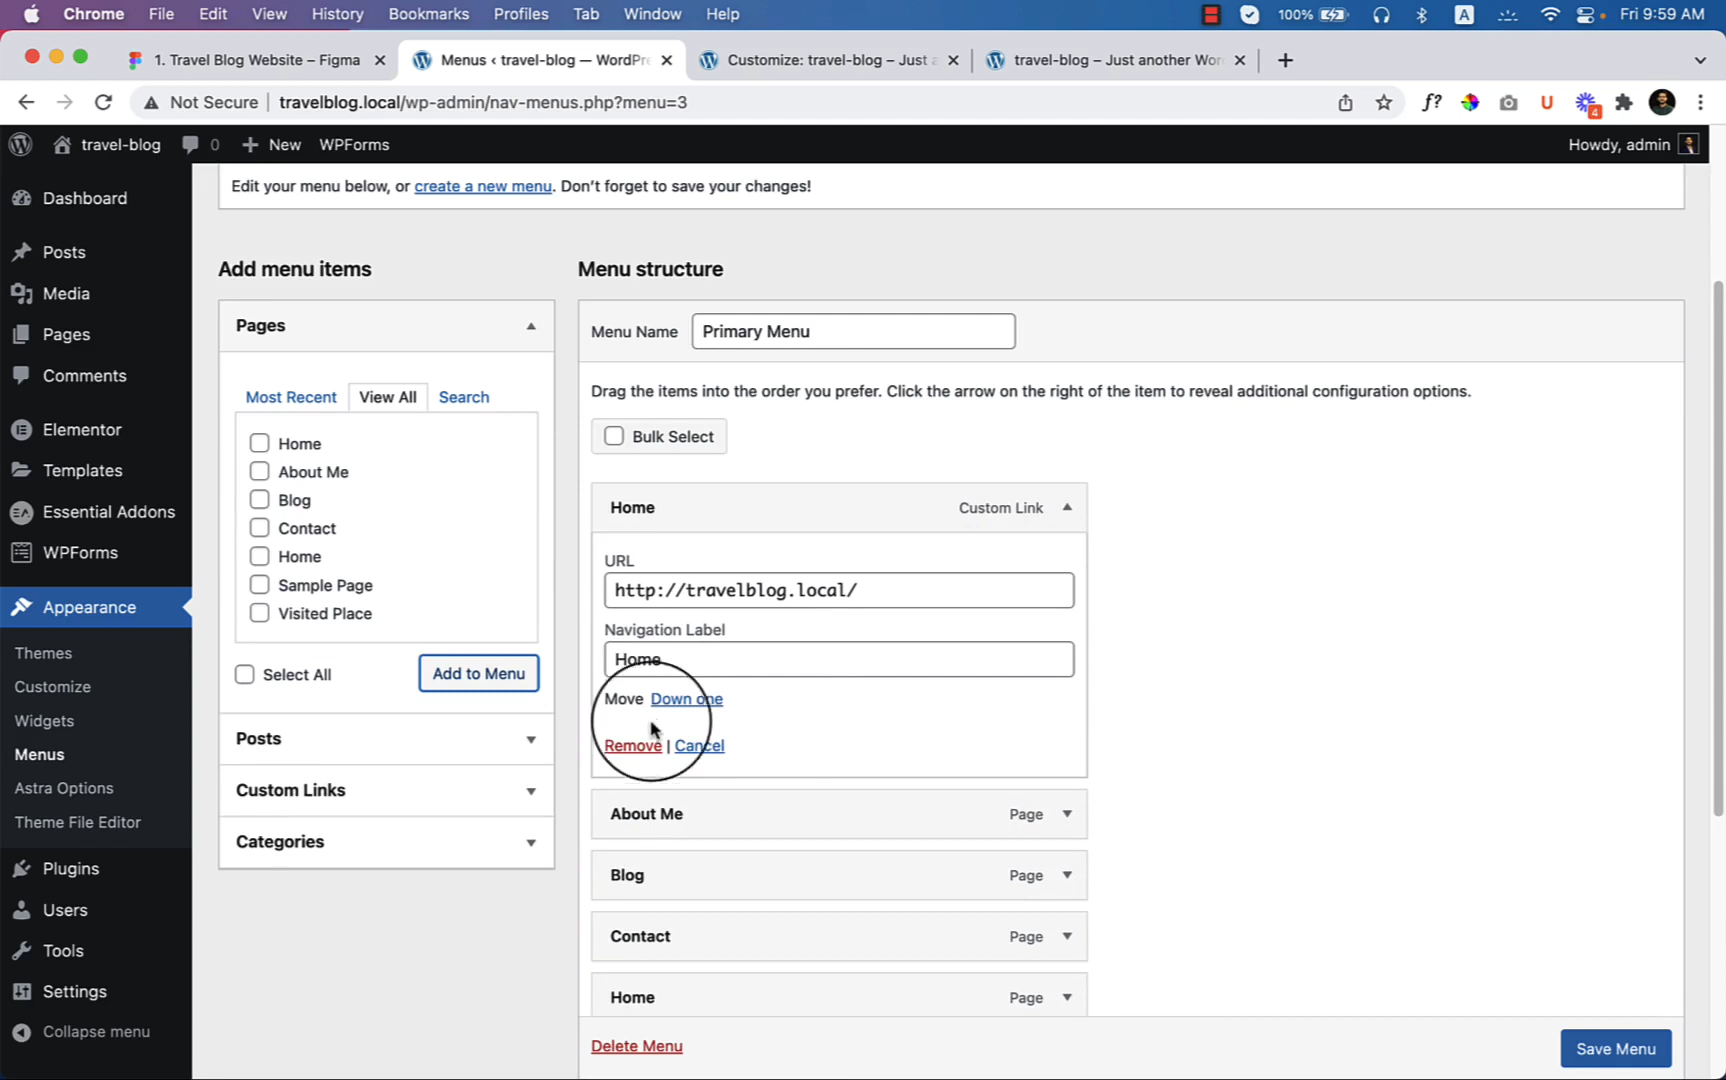 Chrome File Edit View History Bookmarks Profiles Tab Window Help 100% A Fri 9:59 AM
1. Travel Blog Website – Figma
Menus ‹ travel-blog — WordPre
Customize: travel-blog – Just a
travel-blog – Just another Wor
Not Secure travelblog.local/wp-admin/nav-menus.php?menu=3 f? U 4
travel-blog 0 New WPForms Howdy, admin
Edit your menu below, or create a new menu. Don't forget to save your changes!
Dashboard
Posts
Media
Pages
Comments
Elementor
Templates
Essential Addons
WPForms
Appearance
Themes
Customize
Widgets
Menus
Astra Options
Theme File Editor
Plugins
Users
Tools
Settings
Collapse menu
Add menu items
Pages
Most Recent View All Search
Home
About Me
Blog
Contact
Home
Sample Page
Visited Place
Select All Add to Menu
Posts
Custom Links
Categories
Menu structure
Menu Name Primary Menu
Drag the items into the order you prefer. Click the arrow on the right of the item to reveal additional configuration options.
Bulk Select
Home Custom Link
URL
http://travelblog.local/
Navigation Label
Home
Move Down one
Remove | Cancel
About Me Page
Blog Page
Contact Page
Home Page
Delete Menu Save Menu